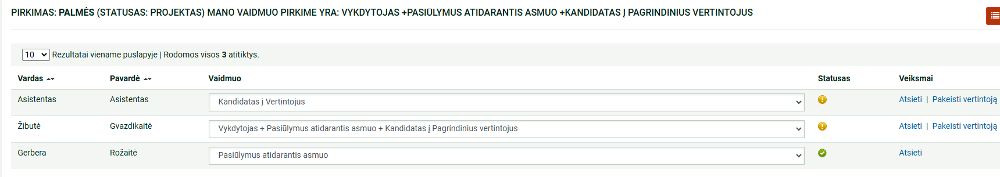 PIRKIMAS: PALMĖS (STATUSAS: PROJEKTAS) MANO VAIDMUO PIRKIME YRA: VYKDYTOJAS +PASIŪLYMUS ATIDARANTIS ASMUO +KANDIDATAS Į PAGRINDINIUS VERTINTOJUS
10 Rezultatai viename puslapyje | Rodomos visos 3 atitiktys.
Vardas Pavardė Vaidmuo Statusas Veiksmai
Asistentas Asistentas Kandidatas į Vertintojus Atsieti | Pakeisti vertintoją
Žibutė Gvazdikaitė Vykdytojas + Pasiūlymus atidarantis asmuo + Kandidatas į Pagrindinius vertintojus Atsieti | Pakeisti vertintoją
Gerbera Rožaitė Pasiūlymus atidarantis asmuo Atsieti